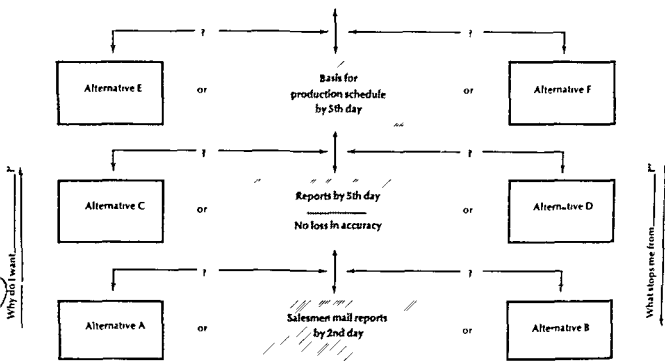 ?
?
Alternative E
or
Basis for
production schedule
by 5th day
or
Alternative F
?
?
Alternative C
or
Reports by 5th day
No loss in accuracy
or
Alternative D
?
?
Alternative A
or
Salesmen mail reports
by 2nd day
or
Alternative B
Why do I want ?
What stops me from ?